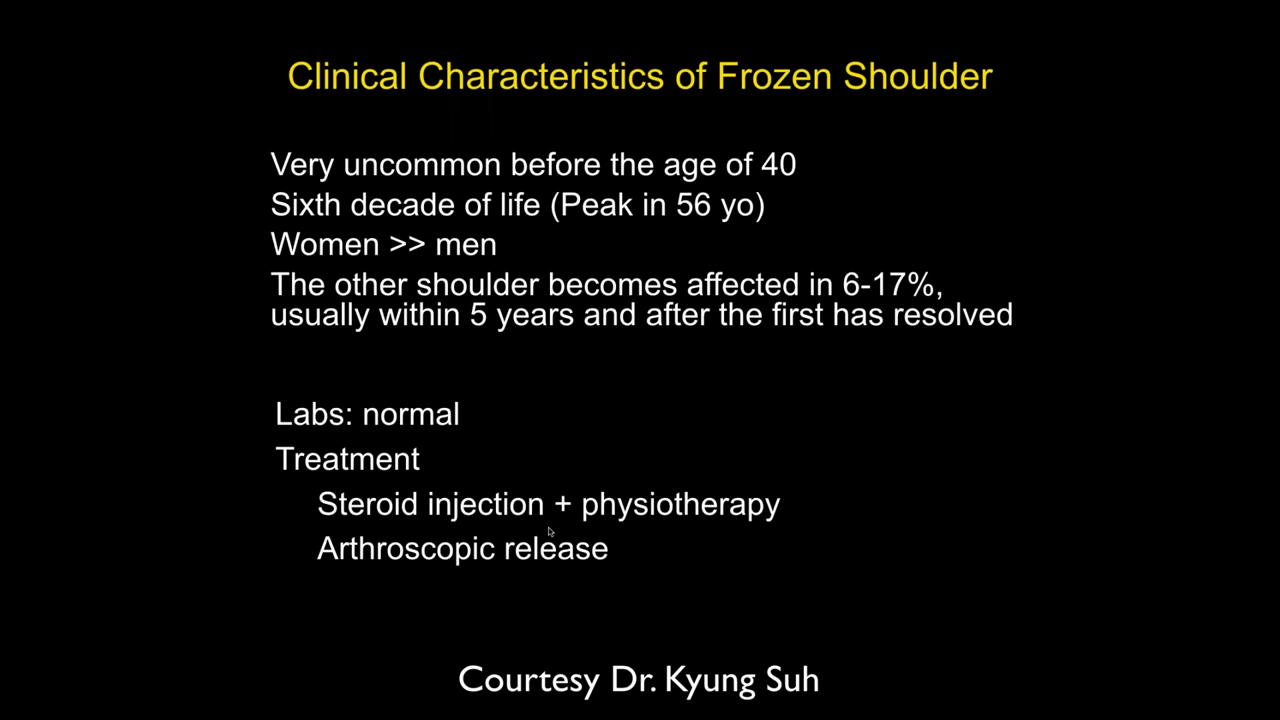 Clinical Characteristics of Frozen Shoulder
Very uncommon before the age of 40
Sixth decade of life (Peak in 56 yo)
Women >> men
The other shoulder becomes affected in 6-17%,
usually within 5 years and after the first has resolved
Labs: normal
Treatment
Steroid injection + physiotherapy
Arthroscopic release
Courtesy Dr. Kyung Suh